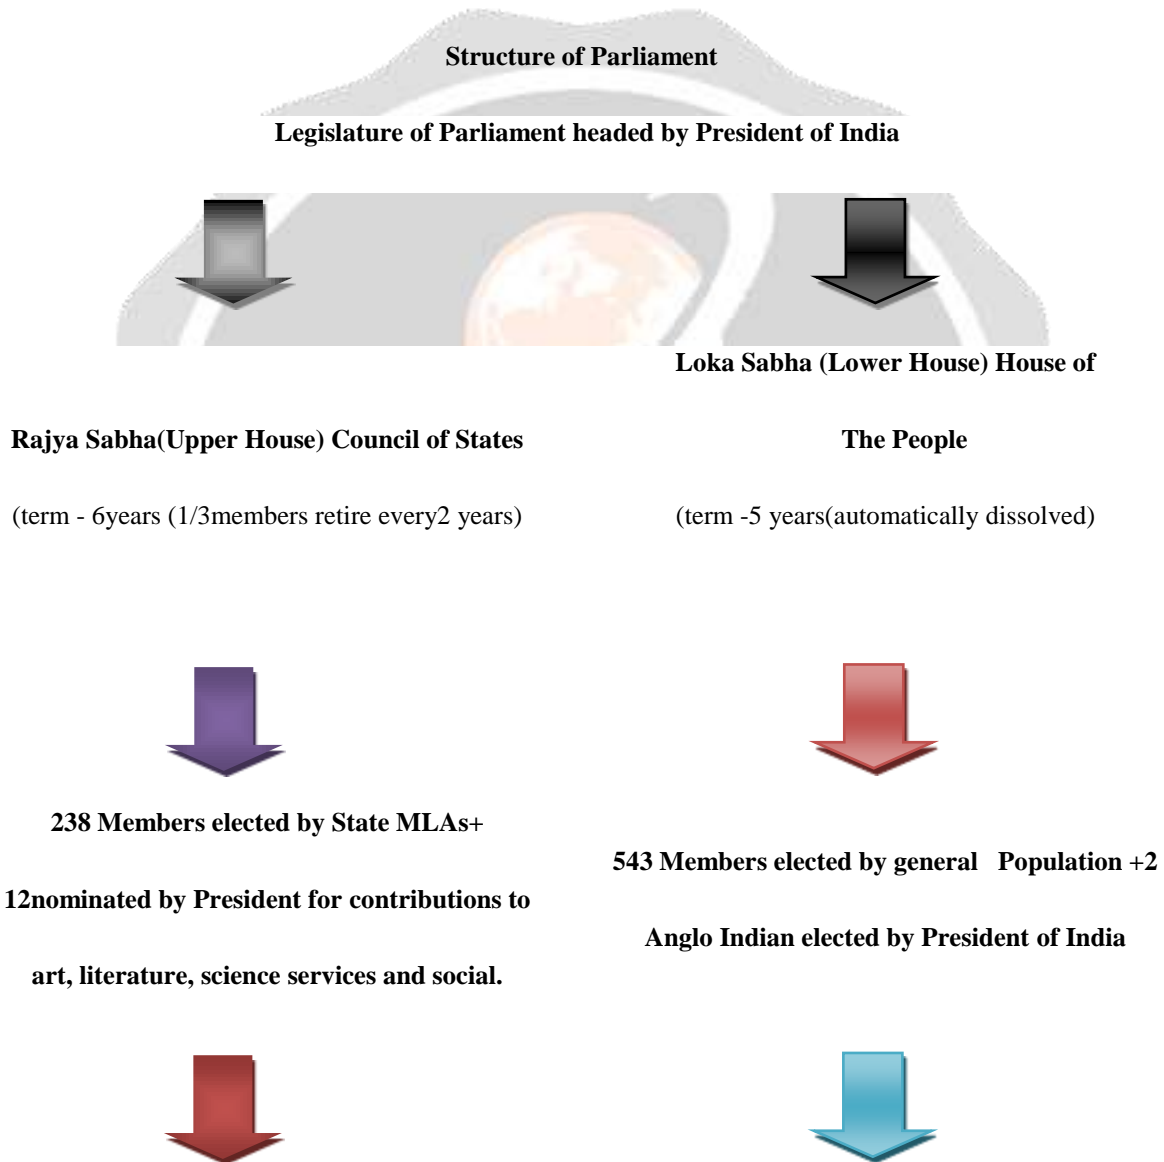 Structure of Parliament
Legislature of Parliament headed by President of India
Rajya Sabha(Upper House) Council of States
(term - 6years (1/3members retire every2 years)
Loka Sabha (Lower House) House of
The People
(term -5 years(automatically dissolved)
238 Members elected by State MLAs+
12nominated by President for contributions to
art, literature, science services and social.
543 Members elected by general Population +2
Anglo Indian elected by President of India